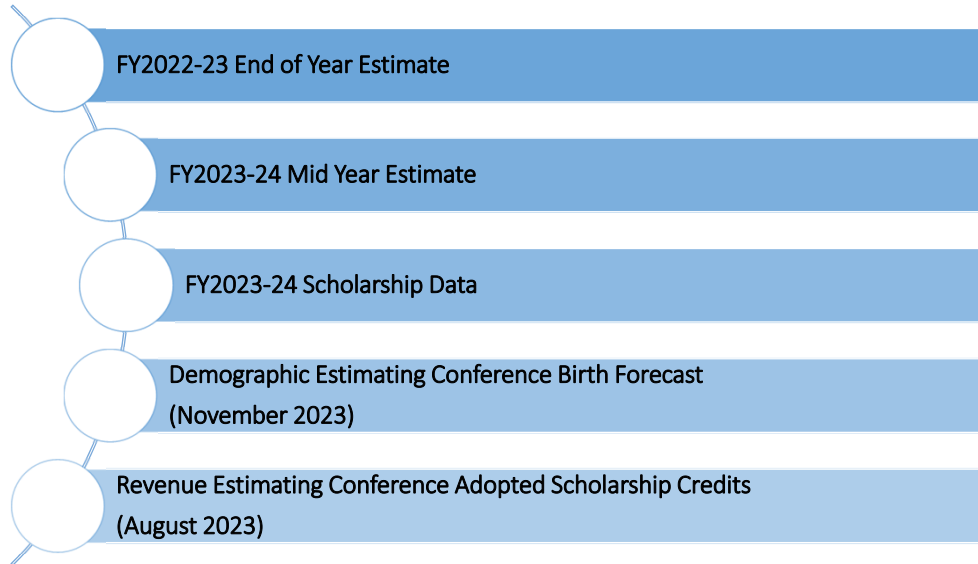 FY2022-23 End of Year Estimate
FY2023-24 Mid Year Estimate
FY2023-24 Scholarship Data
Demographic Estimating Conference Birth Forecast
(November 2023)
Revenue Estimating Conference Adopted Scholarship Credits
(August 2023)